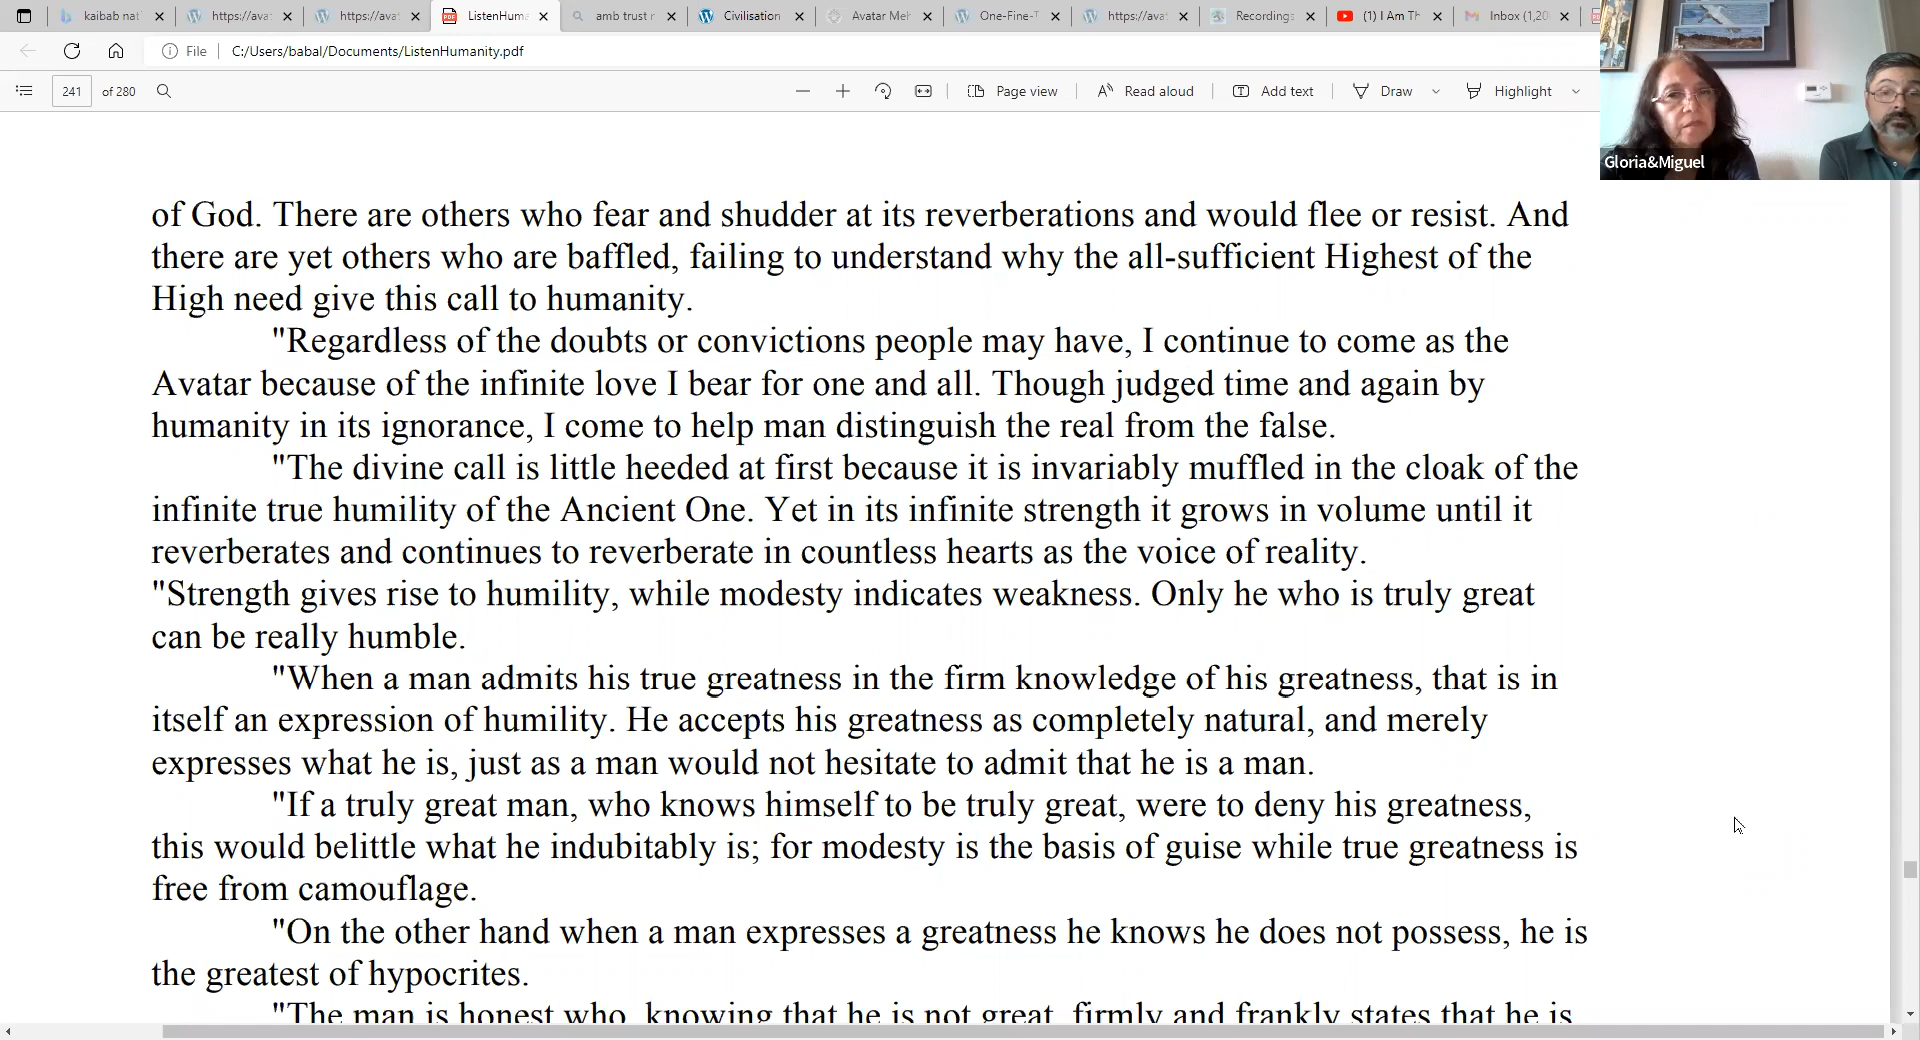 kaibab nat
https://avat
https://avat
ListenHuma
amb trust r
Civilisation
Avatar Meh
One-Fine-T
https://avat
Recordings
(1) I Am Th
Inbox (1,20
File
C:/Users/babal/Documents/ListenHumanity.pdf
241 of 280
Page view
Read aloud
Add text
Draw
Highlight
Gloria&Miguel
of God. There are others who fear and shudder at its reverberations and would flee or resist. And
there are yet others who are baffled, failing to understand why the all-sufficient Highest of the
High need give this call to humanity.
"Regardless of the doubts or convictions people may have, I continue to come as the
Avatar because of the infinite love I bear for one and all. Though judged time and again by
humanity in its ignorance, I come to help man distinguish the real from the false.
"The divine call is little heeded at first because it is invariably muffled in the cloak of the
infinite true humility of the Ancient One. Yet in its infinite strength it grows in volume until it
reverberates and continues to reverberate in countless hearts as the voice of reality.
"Strength gives rise to humility, while modesty indicates weakness. Only he who is truly great
can be really humble.
"When a man admits his true greatness in the firm knowledge of his greatness, that is in
itself an expression of humility. He accepts his greatness as completely natural, and merely
expresses what he is, just as a man would not hesitate to admit that he is a man.
"If a truly great man, who knows himself to be truly great, were to deny his greatness,
this would belittle what he indubitably is; for modesty is the basis of guise while true greatness is
free from camouflage.
"On the other hand when a man expresses a greatness he knows he does not possess, he is
the greatest of hypocrites.
"The man is honest who, knowing that he is not great, firmly and frankly states that he is